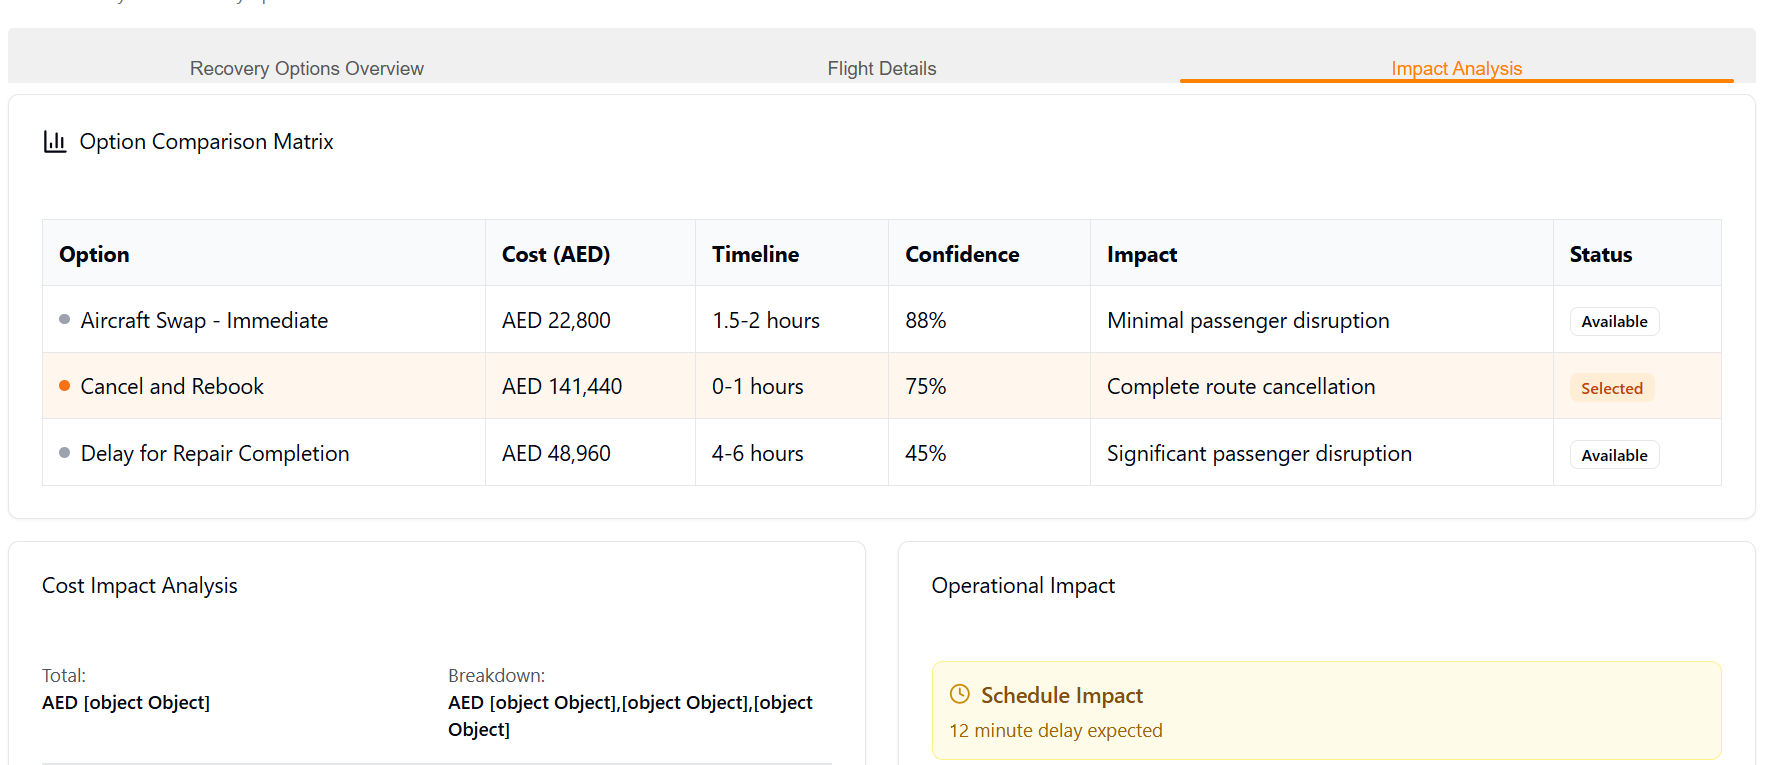 Recovery Options Overview
Flight Details
Impact Analysis
Option Comparison Matrix
Option Cost (AED) Timeline Confidence Impact Status
Aircraft Swap - Immediate AED 22,800 1.5-2 hours 88% Minimal passenger disruption Available
Cancel and Rebook AED 141,440 0-1 hours 75% Complete route cancellation Selected
Delay for Repair Completion AED 48,960 4-6 hours 45% Significant passenger disruption Available
Cost Impact Analysis
Total:
AED [object Object]
Breakdown:
AED [object Object],[object Object],[object
Object]
Operational Impact
Schedule Impact
12 minute delay expected